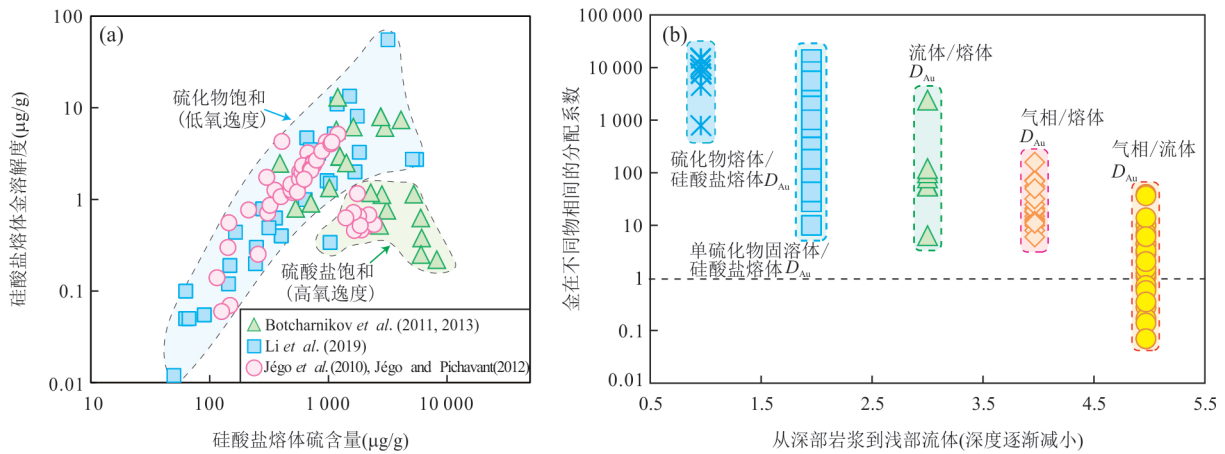 (a)
100
10
1
0.1
0.01
硅酸盐熔体金溶解度(μg/g)
硫化物饱和
(低氧逸度)
硫酸盐饱和
(高氧逸度)
Botcharnikov et al. (2011, 2013)
Li et al. (2019)
Jégo et al.(2010), Jégo and Pichavant(2012)
10
100
1 000
10 000
硅酸盐熔体硫含量(μg/g)
(b)
100 000
10 000
1 000
100
10
1
0.1
0.01
金在不同物相间的分配系数
硫化物熔体/
硅酸盐熔体DAu
单硫化物固溶体/
硅酸盐熔体DAu
流体/熔体
DAu
气相/熔体
DAu
气相/流体
DAu
0.5
1.5
2.5
3.5
4.5
5.5
从深部岩浆到浅部流体(深度逐渐减小)